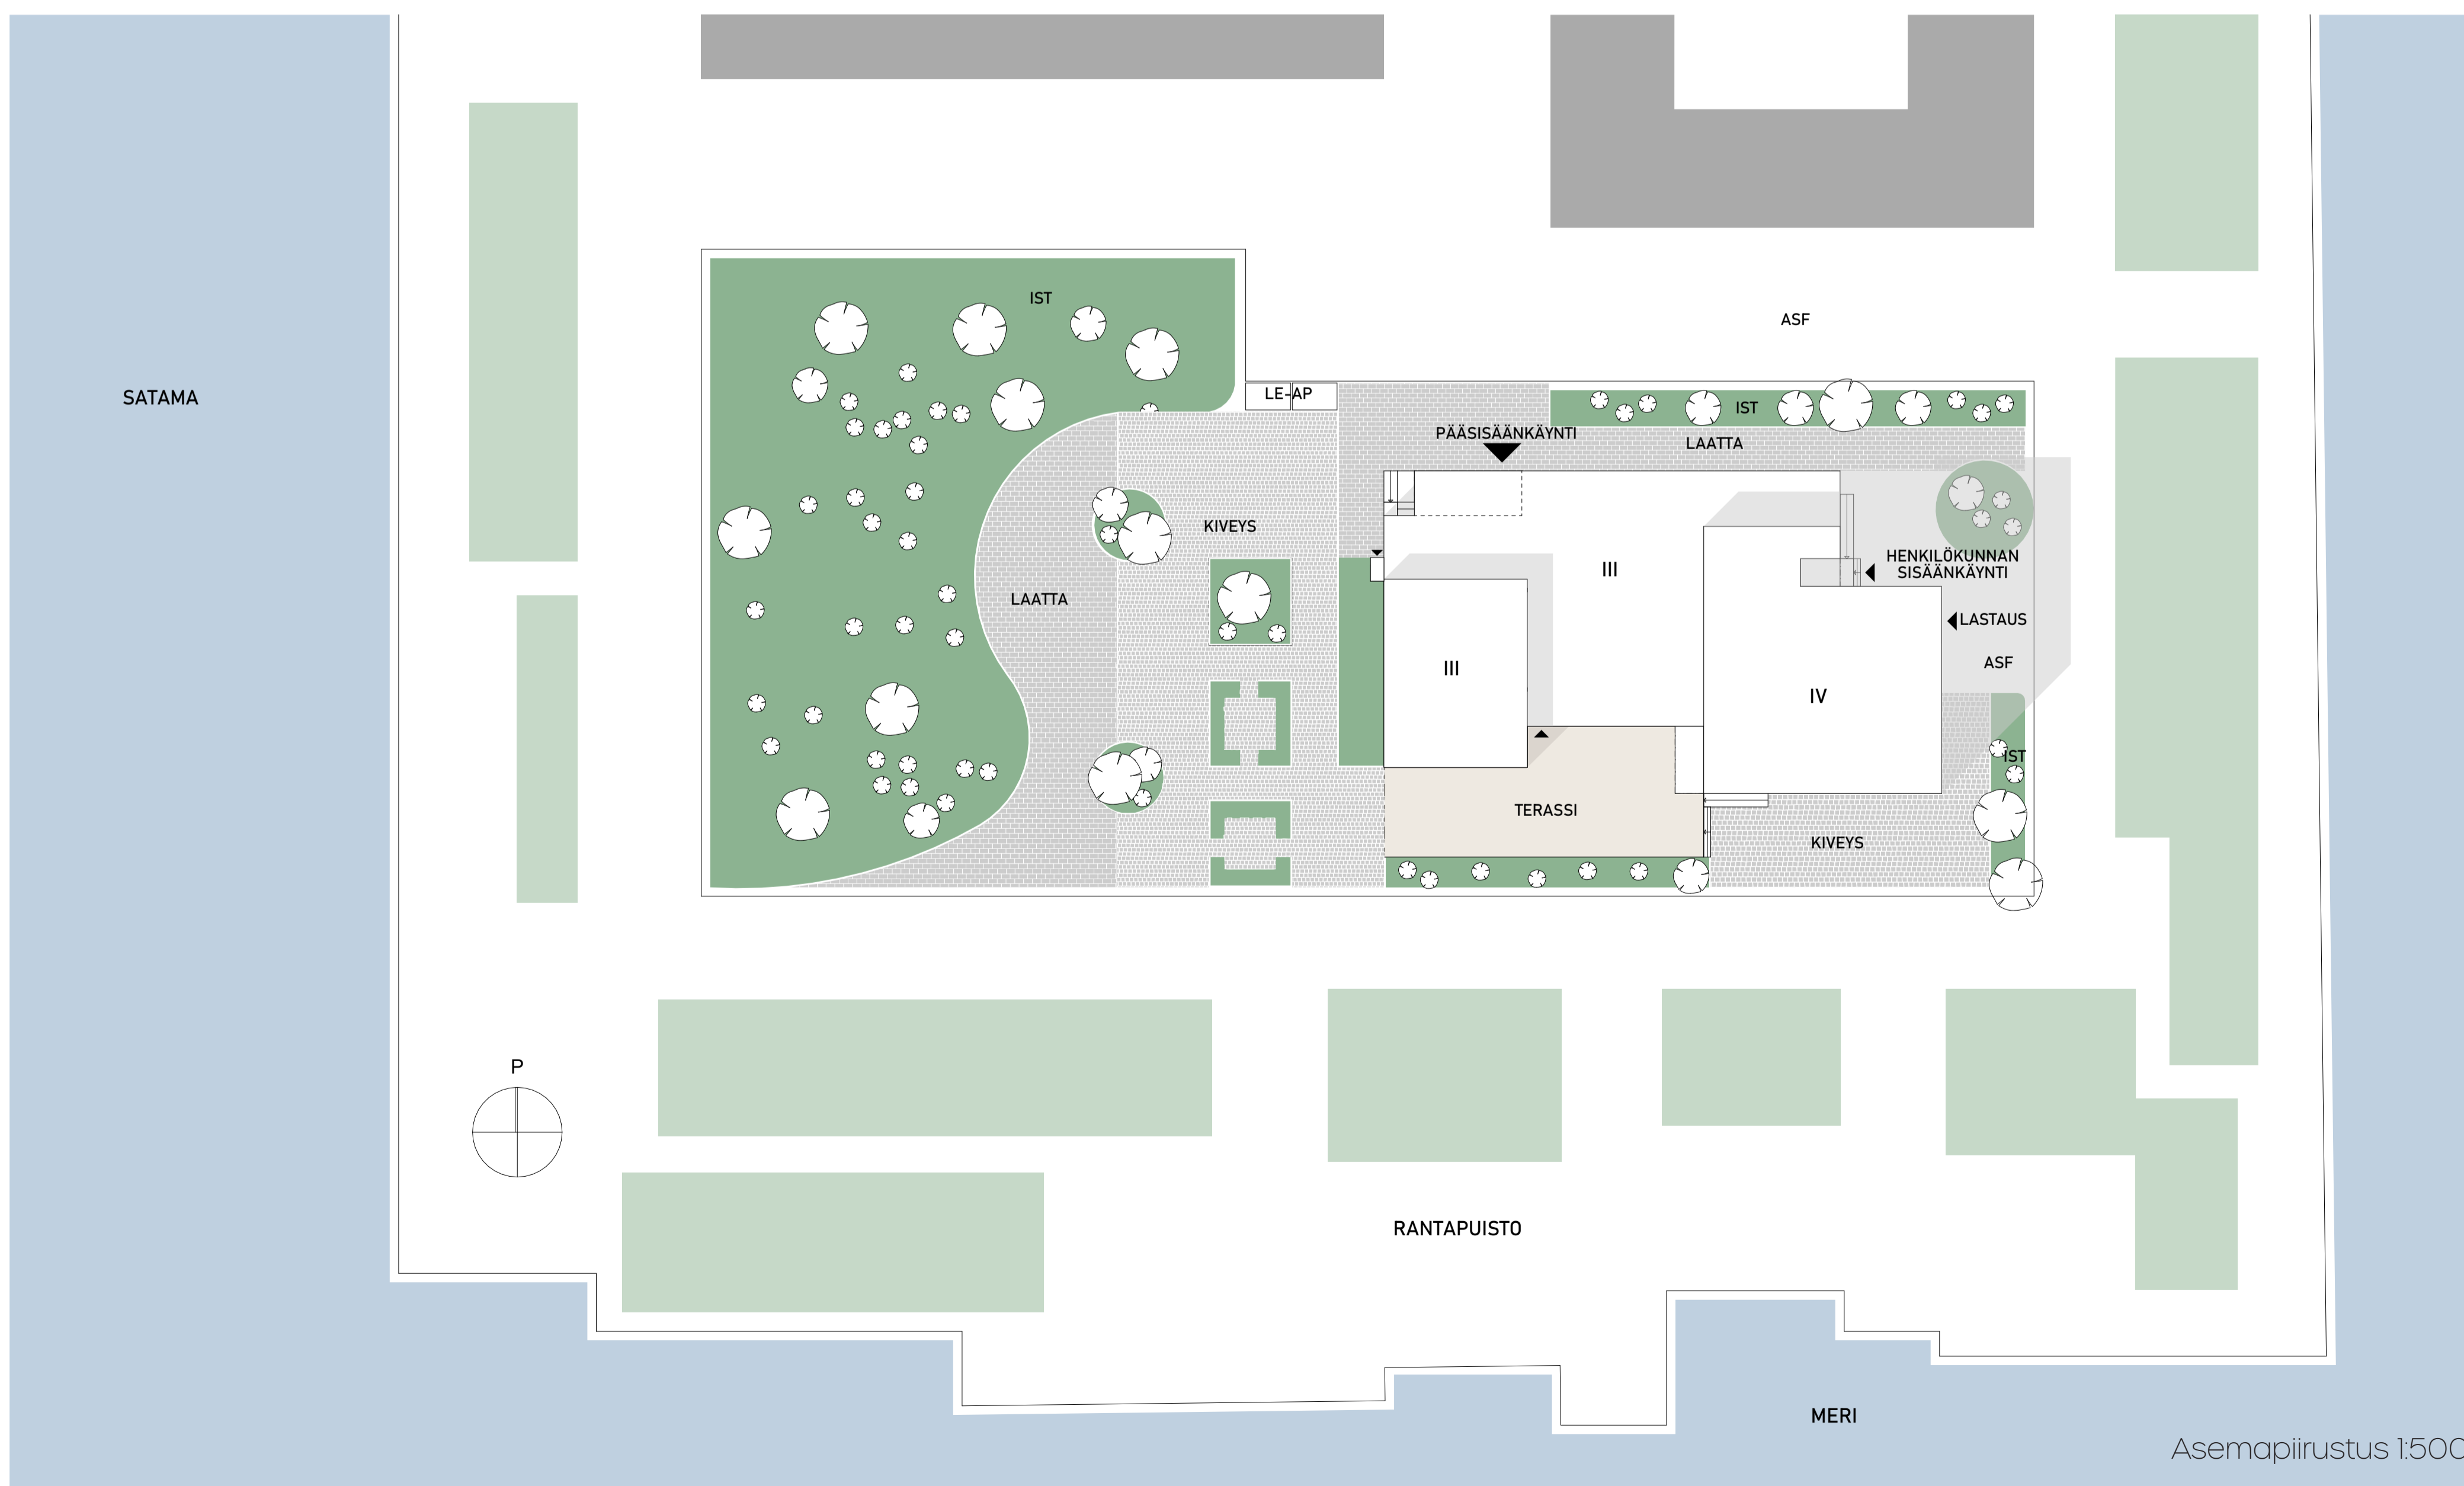 IST
ASF
SATAMA
LE-AP
IST
PÄÄSISÄÄNKÄYNTI
LAATTA
KIVEYS
HENKILÖKUNNAN
SISÄÄNKÄYNTI
III
LAATTA
LASTAUS
III
ASF
IV
IST
TERASSI
KIVEYS
P
RANTAPUISTO
MERI
Asemapiirustus 1:500